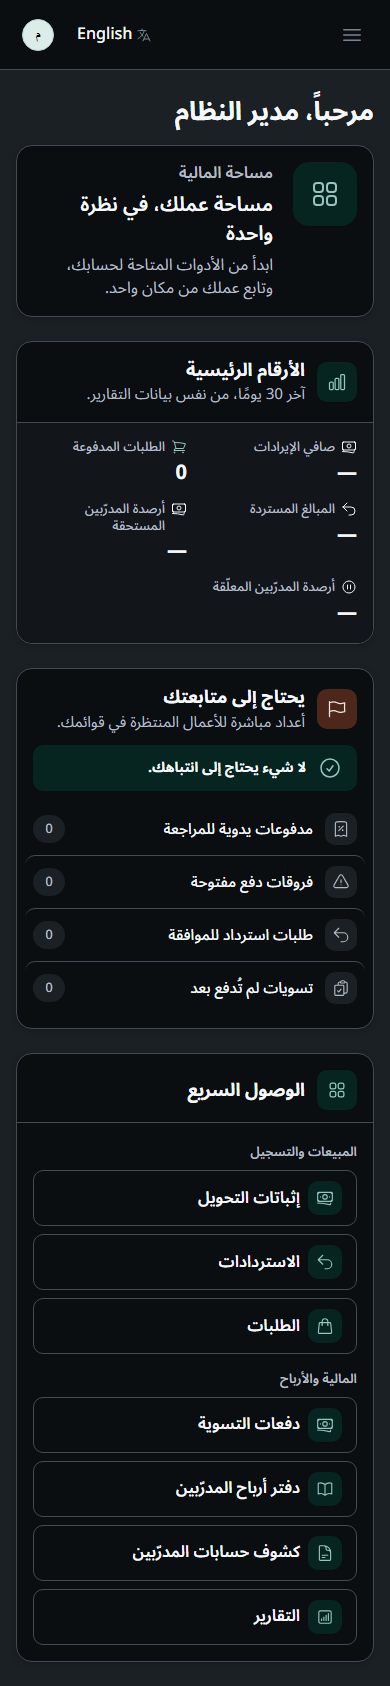 م
English
مرحباً، مدير النظام
مساحة المالية
مساحة عملك، في نظرة
واحدة
ابدأ من الأدوات المتاحة لحسابك،
وتابع عملك من مكان واحد.
الأرقام الرئيسية
آخر 30 يومًا، من نفس بيانات التقارير.
صافي الإيرادات
—
الطلبات المدفوعة
0
المبالغ المستردة
—
أرصدة المدرّبين
المستحقة
—
أرصدة المدرّبين المعلّقة
—
يحتاج إلى متابعتك
أعداد مباشرة للأعمال المنتظرة في قوائمك.
لا شيء يحتاج إلى انتباهك.
مدفوعات يدوية للمراجعة
0
فروقات دفع مفتوحة
0
طلبات استرداد للموافقة
0
تسويات لم تُدفع بعد
0
الوصول السريع
المبيعات والتسجيل
إثباتات التحويل
الاستردادات
الطلبات
المالية والأرباح
دفعات التسوية
دفتر أرباح المدرّبين
كشوف حسابات المدرّبين
التقارير